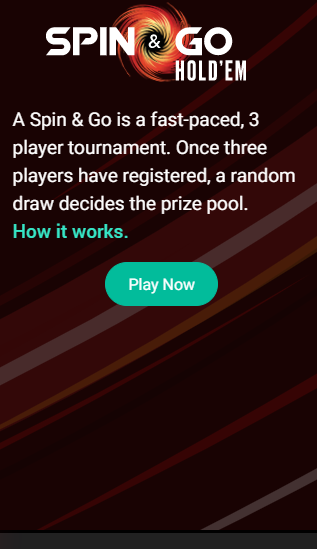 SPIN & GO
HOLD'EM
A Spin & Go is a fast-paced, 3
player tournament. Once three
players have registered, a random
draw decides the prize pool.
How it works.
Play Now